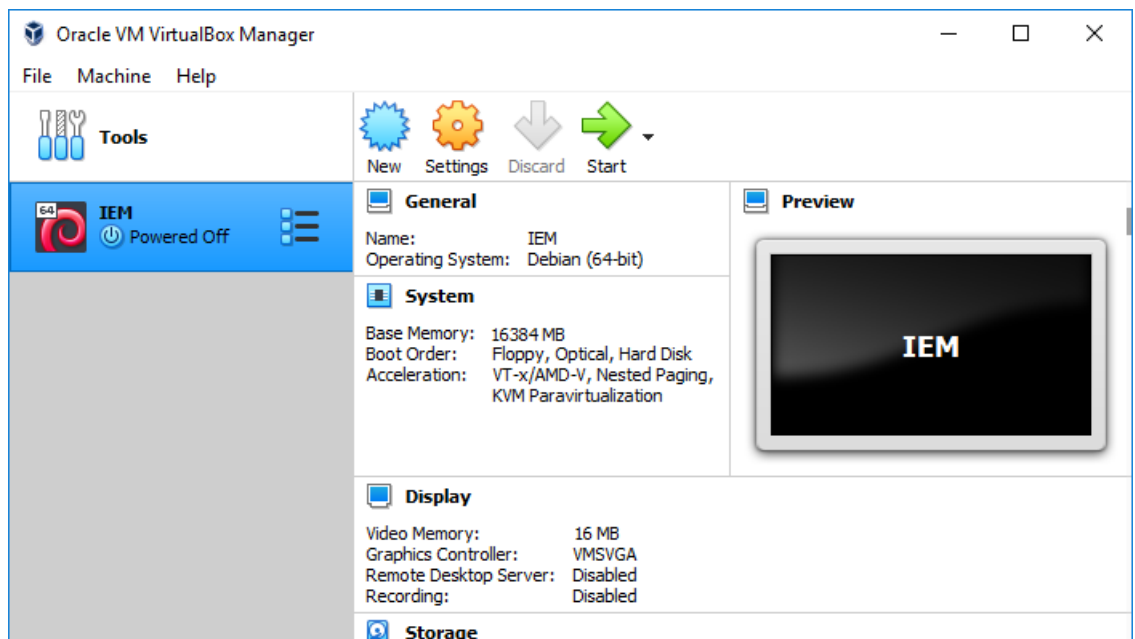 Oracle VM VirtualBox Manager
File Machine Help
Tools
New Settings Discard Start
64
IEM
Powered Off
General
Name: IEM
Operating System: Debian (64-bit)
System
Base Memory: 16384 MB
Boot Order: Floppy, Optical, Hard Disk
Acceleration: VT-x/AMD-V, Nested Paging,
KVM Paravirtualization
Preview
IEM
Display
Video Memory: 16 MB
Graphics Controller: VMSVGA
Remote Desktop Server: Disabled
Recording: Disabled
Storage